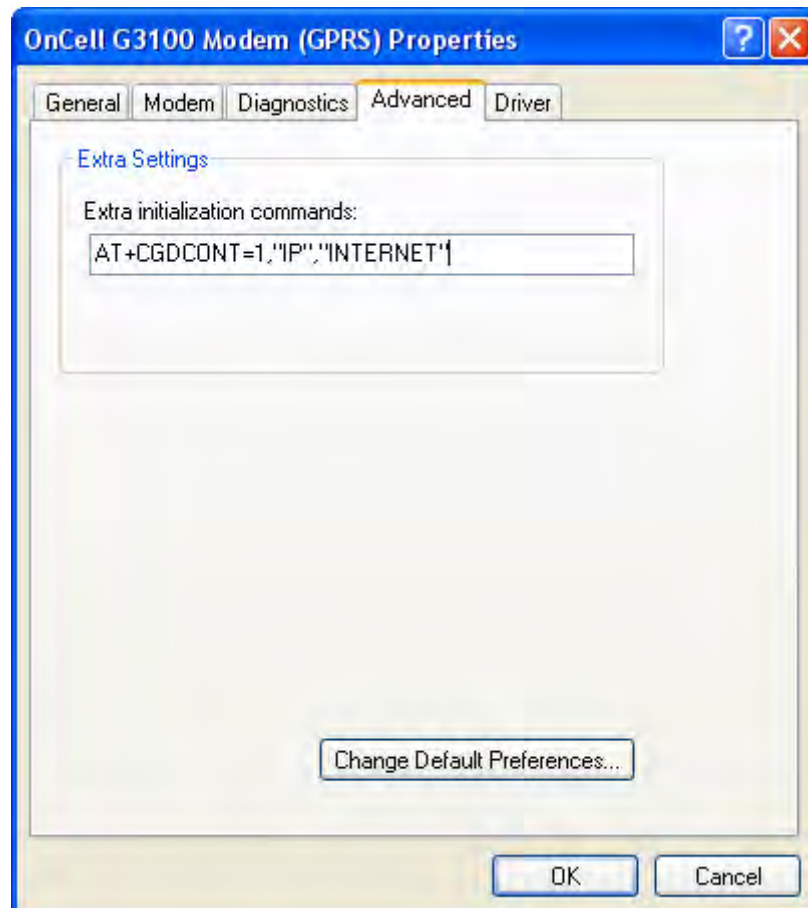 OnCell G3100 Modem (GPRS) Properties
General Modem Diagnostics Advanced Driver
Extra Settings
Extra initialization commands:
AT+CGDCONT=1,"IP","INTERNET"
Change Default Preferences...
OK Cancel